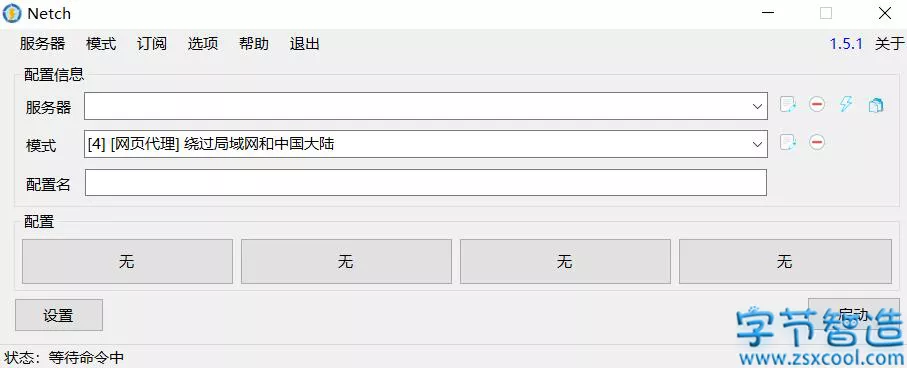 Netch
服务器 模式 订阅 选项 帮助 退出 1.5.1 关于
配置信息
服务器
模式 [4] [网页代理] 绕过局域网和中国大陆
配置名
配置
无 无 无 无
设置 启动
字节智造
www.zsxcool.com
状态：等待命令中